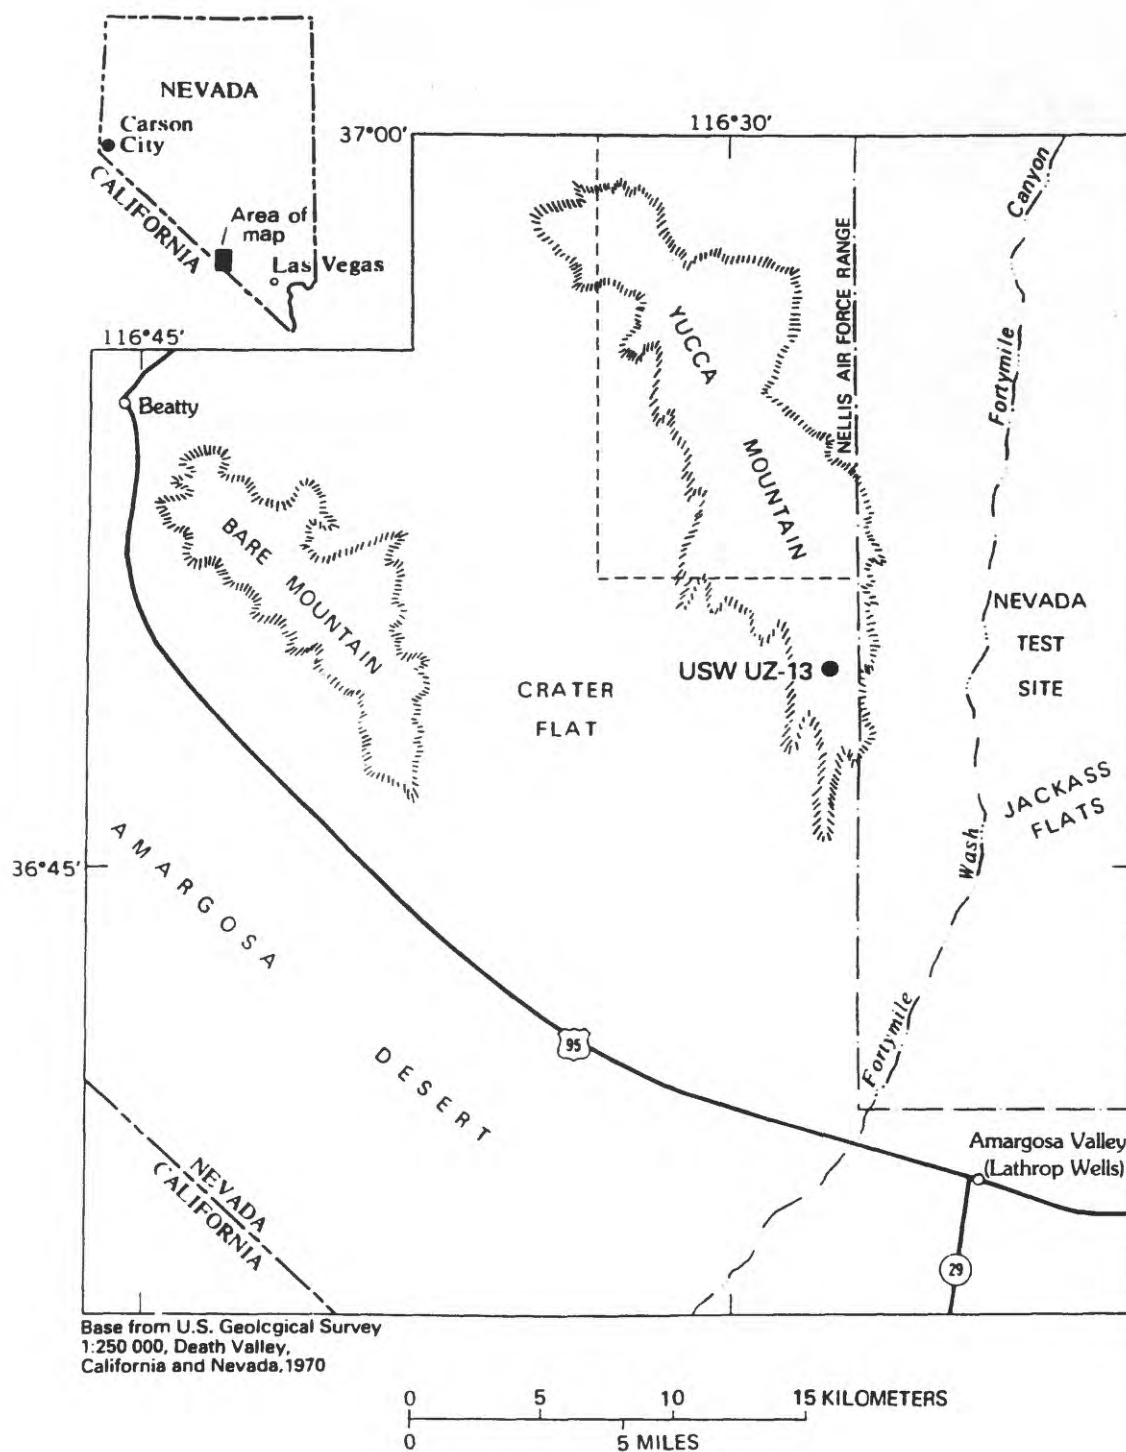 NEVADA
Carson
City
CALIFORNIA
Area of
map
Las Vegas
37°00'
116°30'
116°45'
Beatty
BARE MOUNTAIN
YUCCA
MOUNTAIN
NELLIS AIR FORCE RANGE
Fortymile Canyon
NEVADA
TEST
SITE
USW UZ-13
CRATER
FLAT
JACKASS
FLATS
36°45'
AMARGOSA
DESERT
Fortymile Wash
95
NEVADA
CALIFORNIA
Amargosa Valley
(Lathrop Wells)
29
Base from U.S. Geolcgical Survey
1:250 000, Death Valley,
California and Nevada,1970
0 5 10 15 KILOMETERS
0 5 MILES